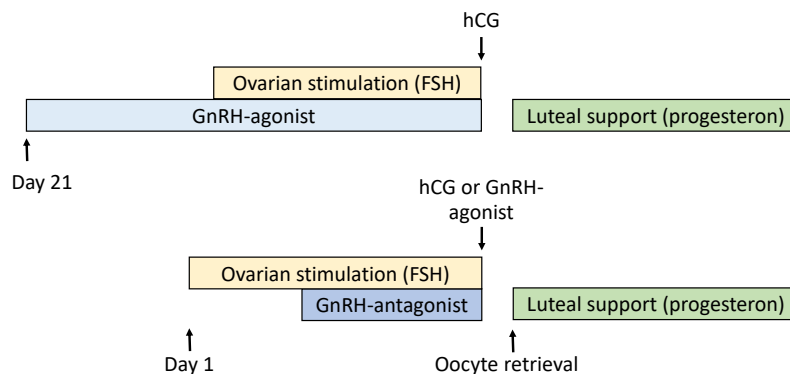 hCG
Ovarian stimulation (FSH)
GnRH-agonist
Luteal support (progesteron)
Day 21
hCG or GnRH-
agonist
Ovarian stimulation (FSH)
GnRH-antagonist
Luteal support (progesteron)
Day 1
Oocyte retrieval